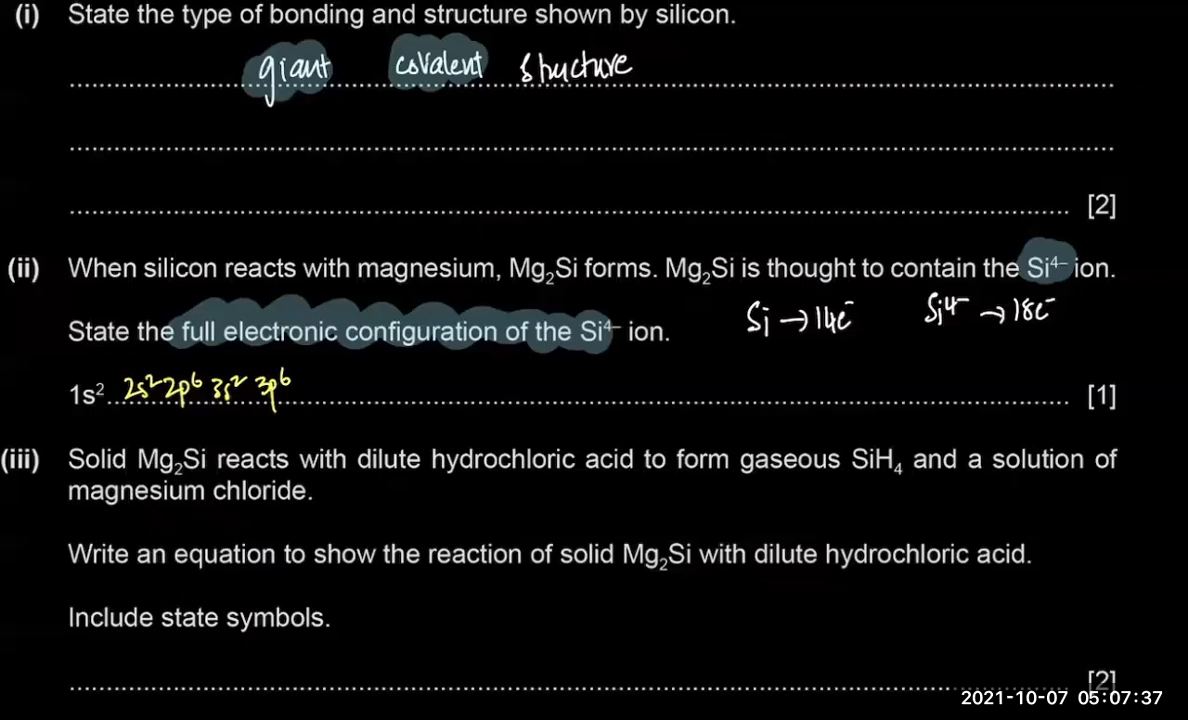 (i) State the type of bonding and structure shown by silicon.
giant covalent structure
[2]
(ii) When silicon reacts with magnesium, Mg₂Si forms. Mg₂Si is thought to contain the Si⁴⁻ ion.
Si → 14e⁻ Si⁴⁻ → 18e⁻
State the full electronic configuration of the Si⁴⁻ ion.
1s² 2s² 2p⁶ 3s² 3p⁶ [1]
(iii) Solid Mg₂Si reacts with dilute hydrochloric acid to form gaseous SiH₄ and a solution of
magnesium chloride.
Write an equation to show the reaction of solid Mg₂Si with dilute hydrochloric acid.
Include state symbols.
[2]
2021-10-07 05:07:37